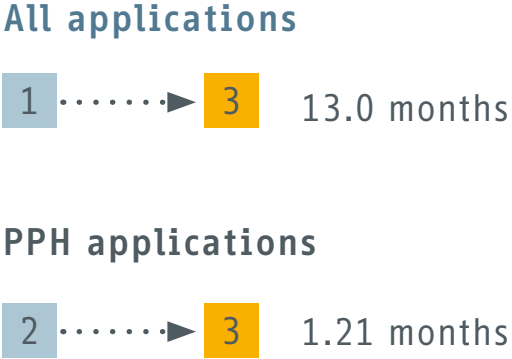 All applications
1 3 13.0 months
PPH applications
2 3 1.21 months